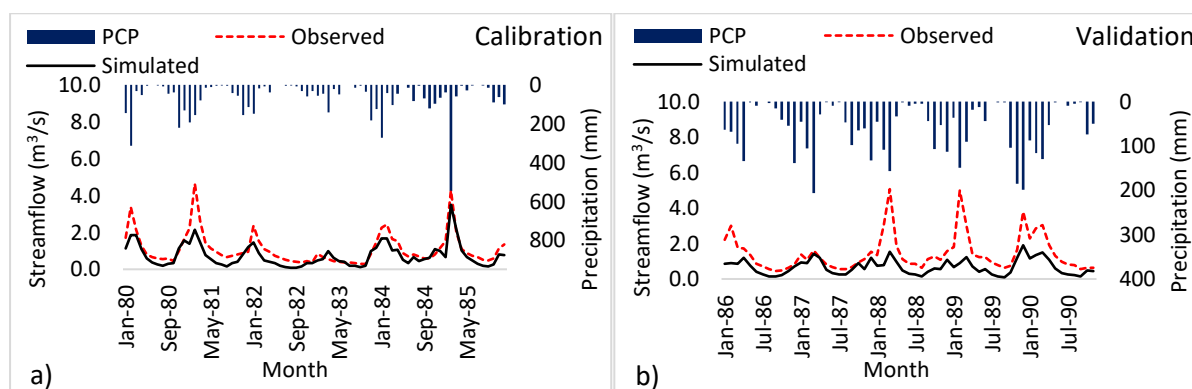 PCP
Observed
Calibration
Simulated
Streamflow (m³/s)
10.0
8.0
6.0
4.0
2.0
0.0
0
200
400
600
800
Precipitation (mm)
Jan-80
Sep-80
May-81
Jan-82
Sep-82
May-83
Jan-84
Sep-84
May-85
a)
Month
PCP
Observed
Validation
Simulated
Streamflow (m³/s)
10.0
8.0
6.0
4.0
2.0
0.0
0
100
200
300
400
Precipitation (mm)
Jan-86
Jul-86
Jan-87
Jul-87
Jan-88
Jul-88
Jan-89
Jul-89
Jan-90
Jul-90
b)
Month